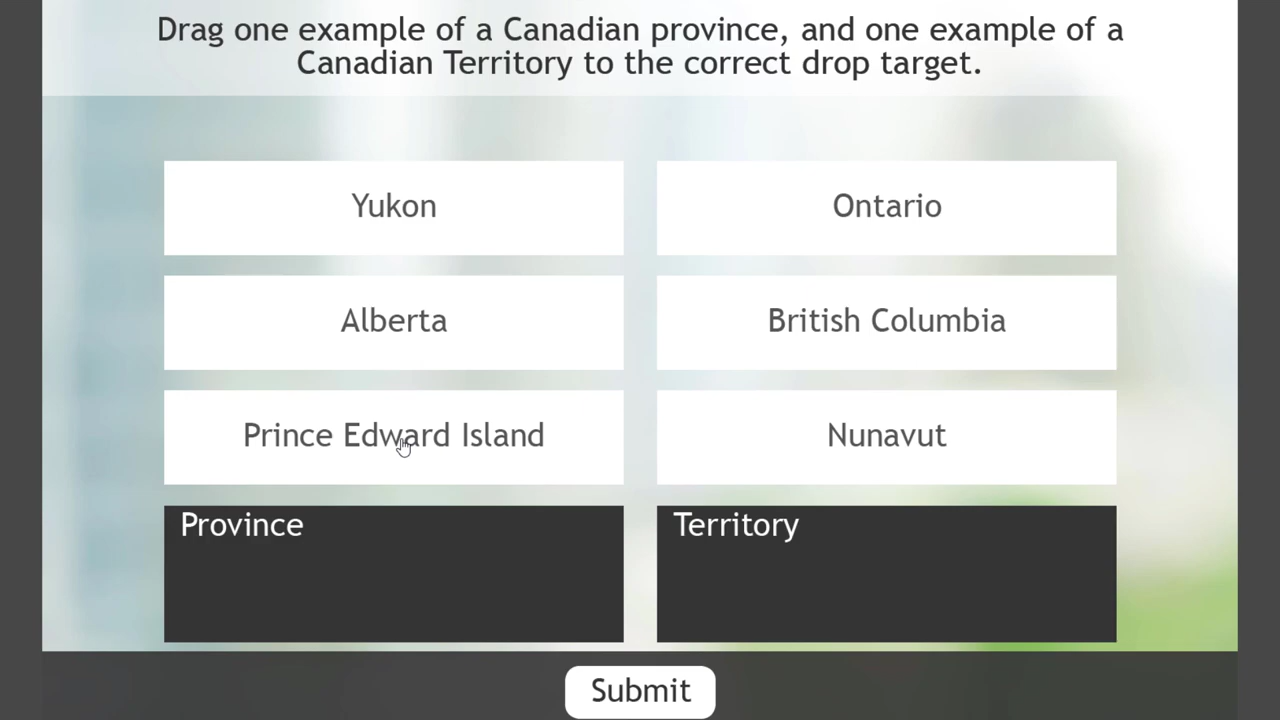 Drag one example of a Canadian province, and one example of a
Canadian Territory to the correct drop target.
Yukon
Ontario
Alberta
British Columbia
Prince Edward Island
Nunavut
Province
Territory
Submit